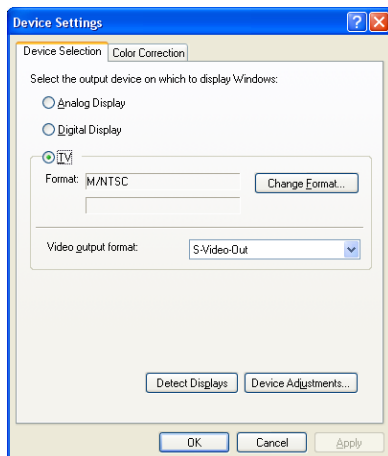 Device Settings
Device Selection Color Correction
Select the output device on which to display Windows:
Analog Display
Digital Display
TV
Format: M/NTSC Change Format...
Video output format: S-Video-Out
Detect Displays Device Adjustments...
OK Cancel Apply